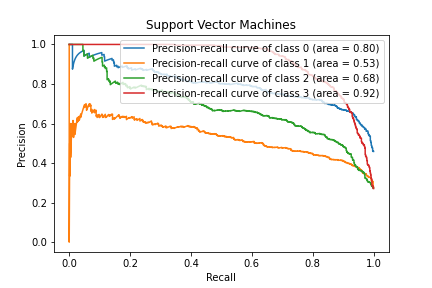 Support Vector Machines
Precision-recall curve of class 0 (area = 0.80)
Precision-recall curve of class 1 (area = 0.53)
Precision-recall curve of class 2 (area = 0.68)
Precision-recall curve of class 3 (area = 0.92)
1.0
0.8
0.6
0.4
0.2
0.0
Precision
0.0 0.2 0.4 0.6 0.8 1.0
Recall